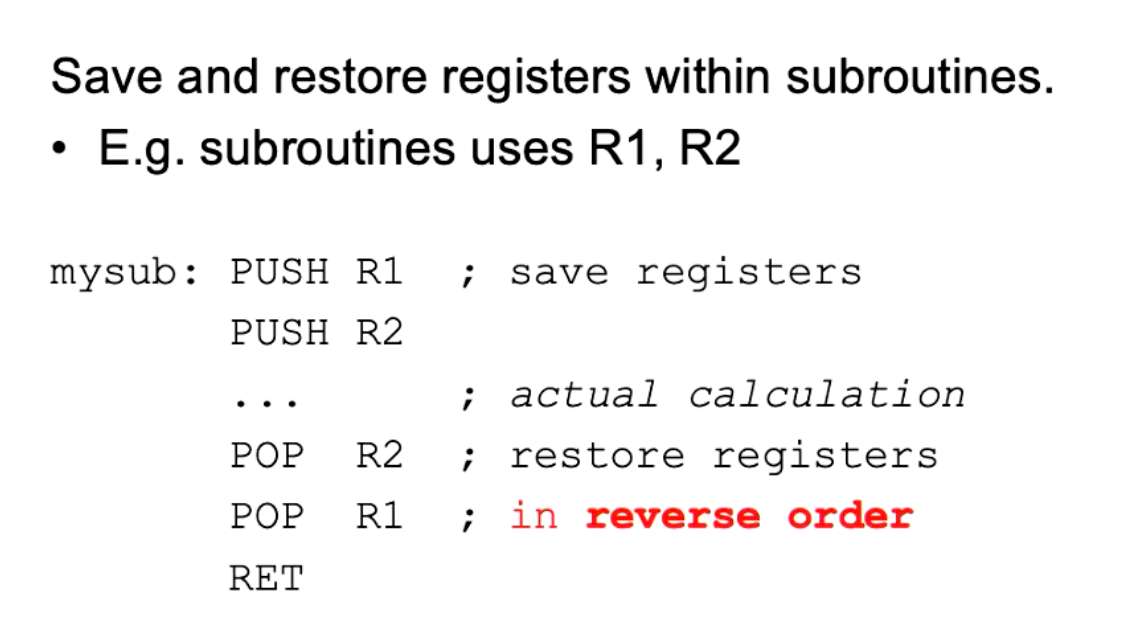 Save and restore registers within subroutines.
• E.g. subroutines uses R1, R2
mysub: PUSH R1 ; save registers
PUSH R2
... ; actual calculation
POP R2 ; restore registers
POP R1 ; in reverse order
RET